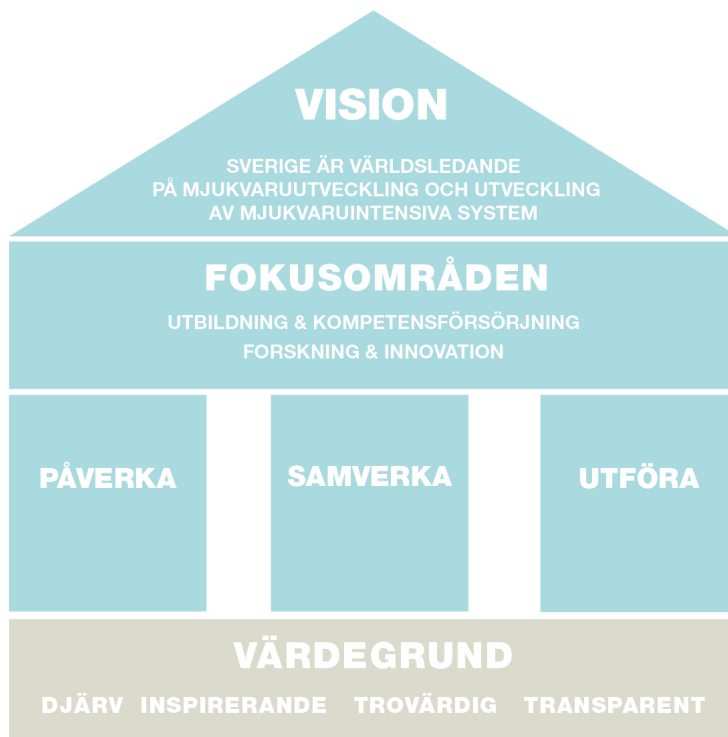 VISION
SVERIGE ÄR VÄRLDSLEDANDE
PÅ MJUKVARUUTVECKLING OCH UTVECKLING
AV MJUKVARUINTENSIVA SYSTEM
FOKUSOMRÅDEN
UTBILDNING & KOMPETENSFÖRSÖRJNING
FORSKNING & INNOVATION
PÅVERKA SAMVERKA UTFÖRA
VÄRDEGRUND
DJÄRV INSPIRERANDE TROVÄRDIG TRANSPARENT